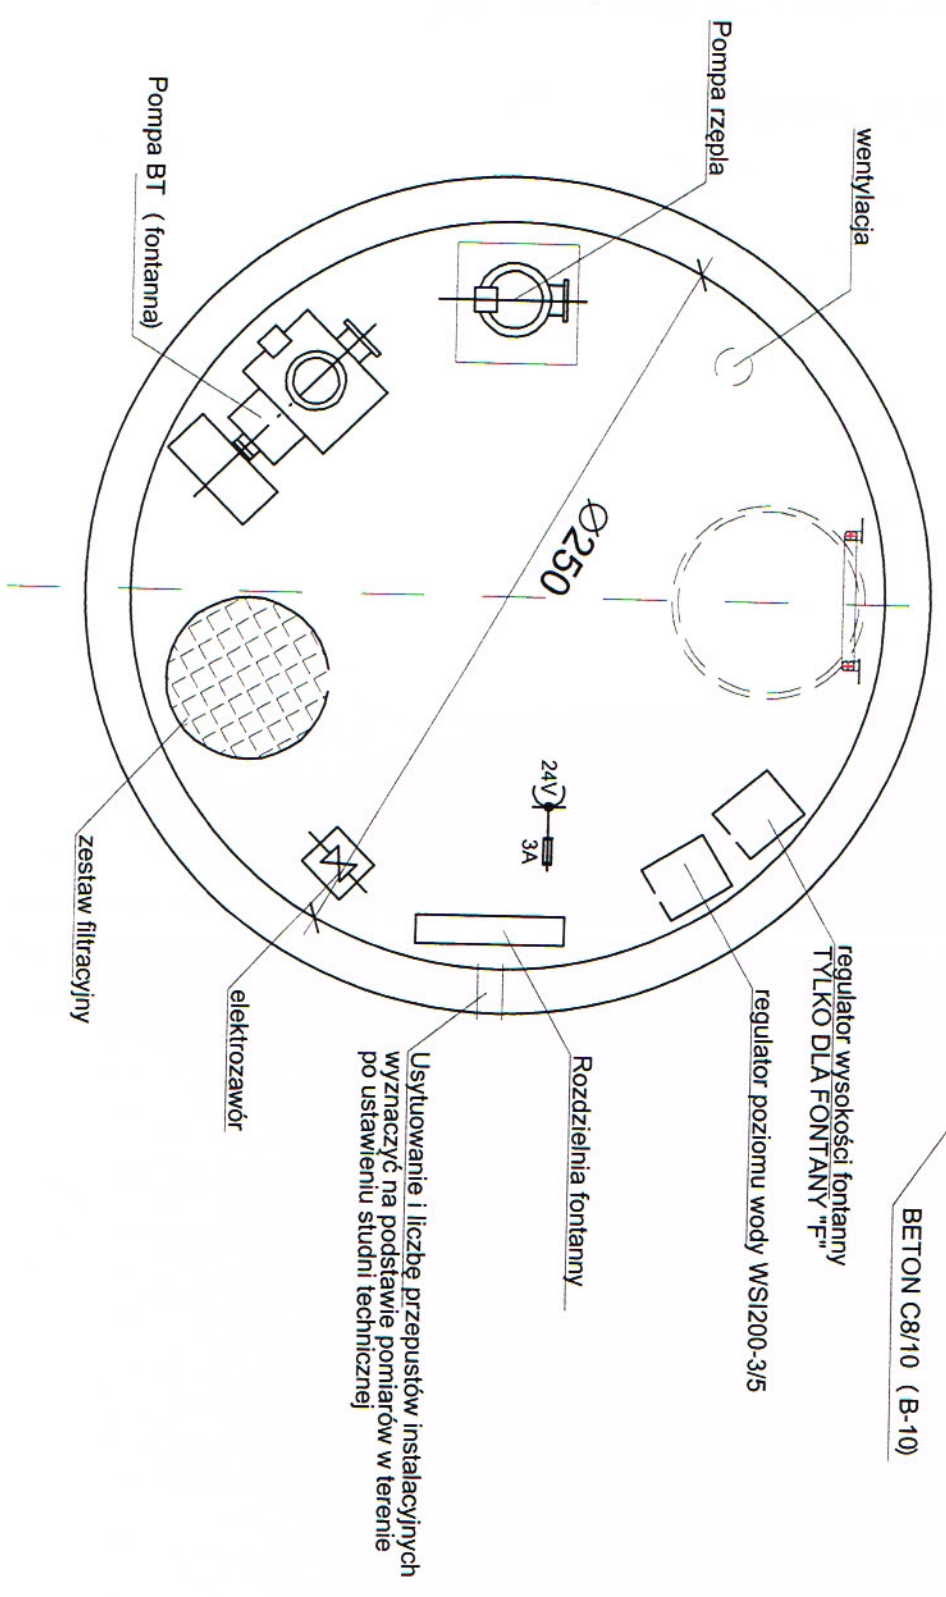 BETON C8/10 ( B-10)
wentylacja
regulator wysokości fontanny
TYLKO DLA FONTANY "F"
Pompa rzępla
regulator poziomu wody WSI200-3/5
Rozdzielnia fontanny
Ø250
24V
3A
Usytuowanie i liczbę przepustów instalacyjnych
wyznaczyć na podstawie pomiarów w terenie
po ustawieniu studni technicznej
Pompa BT ( fontanna)
elektrozawór
zestaw filtracyjny